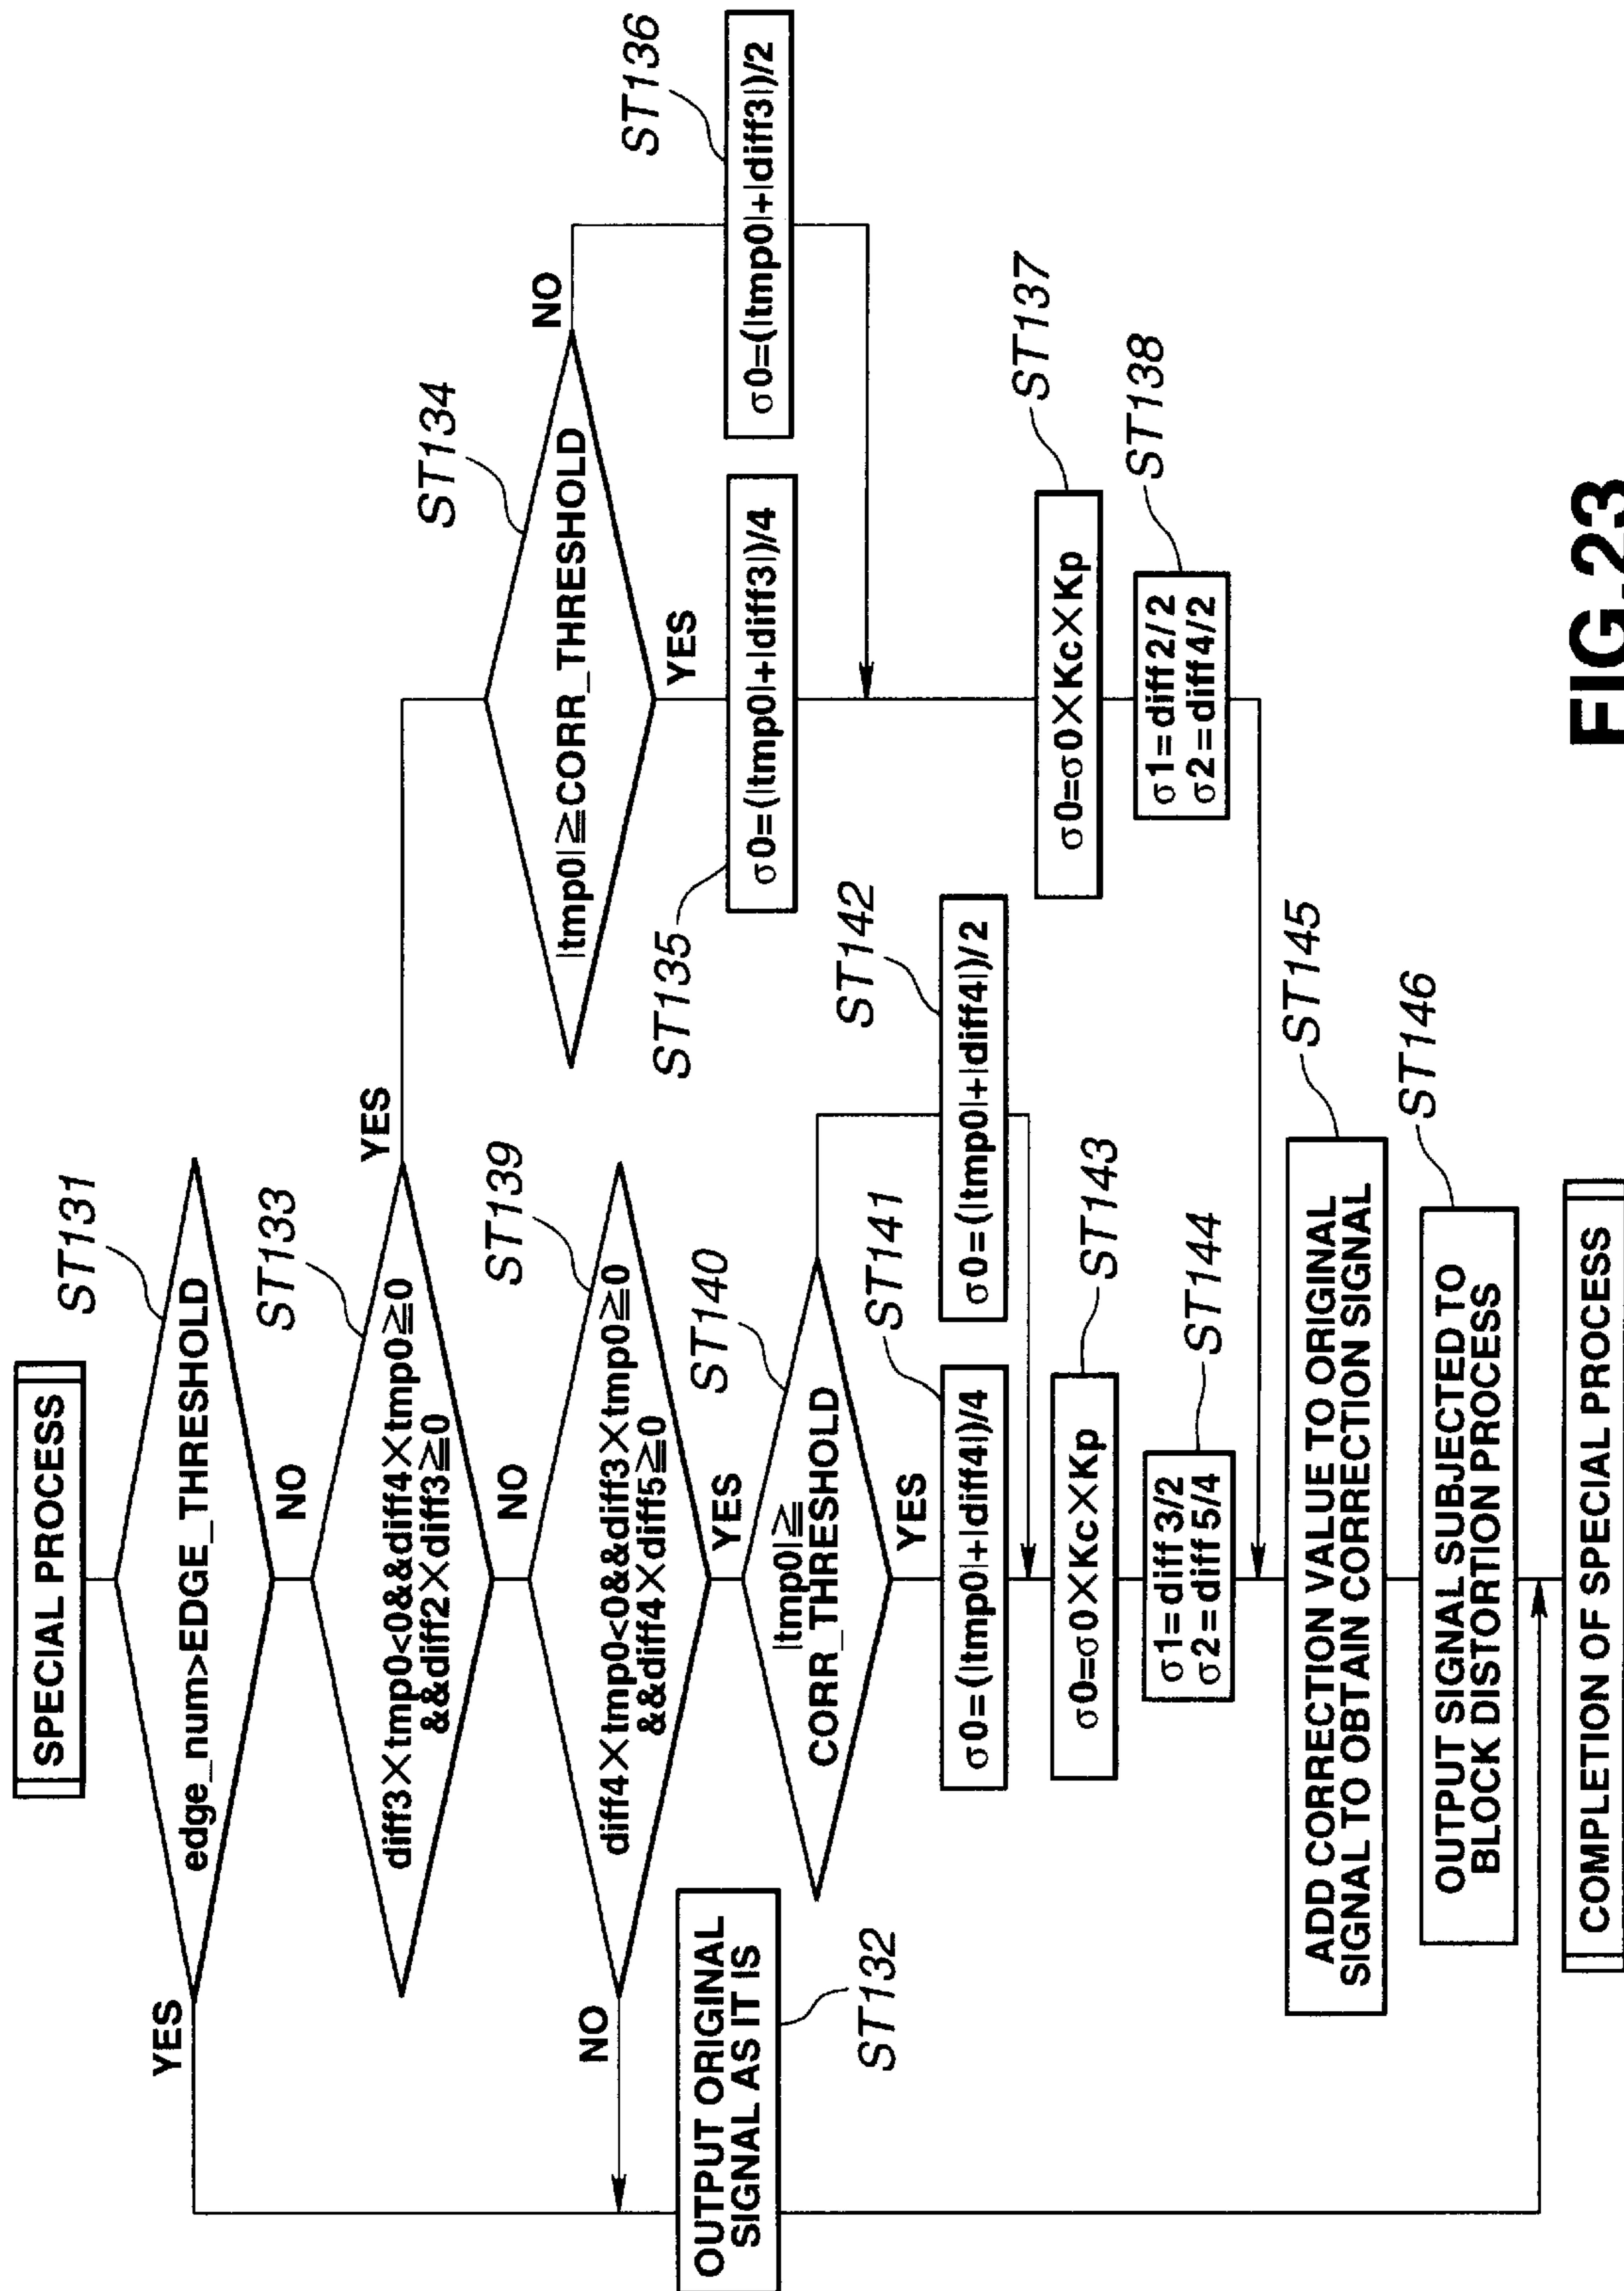 SPECIAL PROCESS
ST131
edge_num>EDGE_THRESHOLD
YES
NO
ST133
diff3×tmp0<0&&diff4×tmp0≧0
&&diff2×diff3≧0
YES
NO
ST134
|tmp0|≧CORR_THRESHOLD
NO
YES
ST135
σ0=(|tmp0|+|diff3|)/4
ST136
σ0=(|tmp0|+|diff3|)/2
ST137
σ0=σ0×Kc×Kp
ST138
σ1=diff2/2
σ2=diff4/2
ST139
diff4×tmp0<0&&diff3×tmp0≧0
&&diff4×diff5≧0
NO
YES
OUTPUT ORIGINAL
SIGNAL AS IT IS
ST132
ST140
|tmp0|≧
CORR_THRESHOLD
YES
ST141
σ0=(|tmp0|+|diff4|)/4
ST142
σ0=(|tmp0|+|diff4|)/2
ST143
σ0=σ0×Kc×Kp
ST144
σ1=diff3/2
σ2=diff5/4
ST145
ADD CORRECTION VALUE TO ORIGINAL
SIGNAL TO OBTAIN CORRECTION SIGNAL
ST146
OUTPUT SIGNAL SUBJECTED TO
BLOCK DISTORTION PROCESS
COMPLETION OF SPECIAL PROCESS
FIG.23